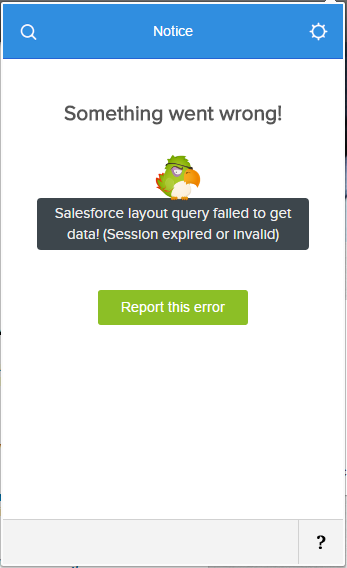 Notice
Something went wrong!
Salesforce layout query failed to get
data! (Session expired or invalid)
Report this error
?